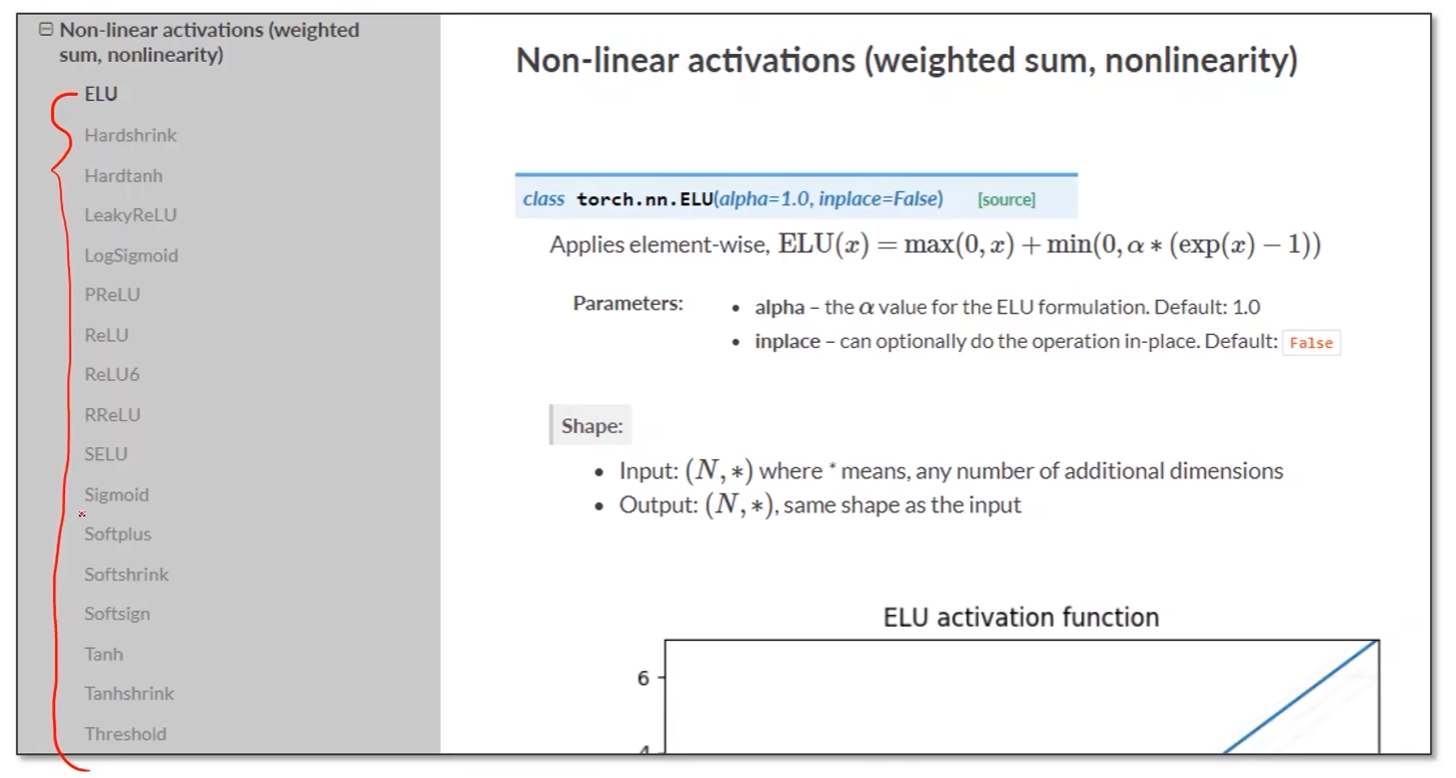 Non-linear activations (weighted
sum, nonlinearity)
ELU
Hardshrink
Hardtanh
LeakyReLU
LogSigmoid
PReLU
ReLU
ReLU6
RReLU
SELU
Sigmoid
Softplus
Softshrink
Softsign
Tanh
Tanhshrink
Threshold
Non-linear activations (weighted sum, nonlinearity)
class torch.nn.ELU(alpha=1.0, inplace=False) [source]
Applies element-wise, ELU(x) = max(0, x) + min(0, α * (exp(x) − 1))
Parameters:
• alpha – the α value for the ELU formulation. Default: 1.0
• inplace – can optionally do the operation in-place. Default: False
Shape:
• Input: (N, *) where * means, any number of additional dimensions
• Output: (N, *), same shape as the input
ELU activation function
6
4